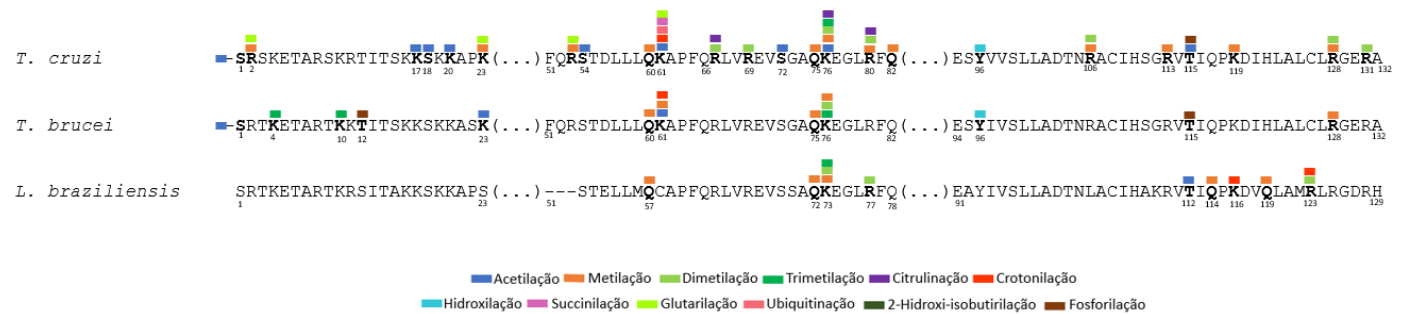 T. cruzi –SRSKETARSKRTITSKKSKKAPK(...)FQRSTDLLLQKAPFQRLVREVSGAQKEGLRFQ(...)ESYVVSLLADTNRACIHSGRVTIQPKDIHLALCLRGERA
1 2 17 18 20 23 51 54 60 61 66 69 72 75 76 80 82 96 106 113 115 119 128 131 132
T. brucei –SRTKETARTKKTITSKKSKKASK(...)FQRSTDLLLQKAPFQRLVREVSGAQKEGLRFQ(...)ESYIVSLLADTNRACIHSGRVTIQPKDIHLALCLRGERA
1 4 10 12 23 51 60 61 75 76 82 94 96 115 128 132
L. braziliensis SRTKETARTKRSITAKKSKKAPS(...)---STELLMQCAPFQRLVREVSSAQKEGLRFQ(...)EAYIVSLLADTNLACIHAKRVTIQPKDVQLAMRLRGDRH
1 23 51 57 72 73 77 78 91 112 114 116 119 123 129
Acetilação Metilação Dimetilação Trimetilação Citrulinação Crotonilação
Hidroxilação Succinilação Glutarilação Ubiquitinação 2-Hidroxi-isobutirilação Fosforilação